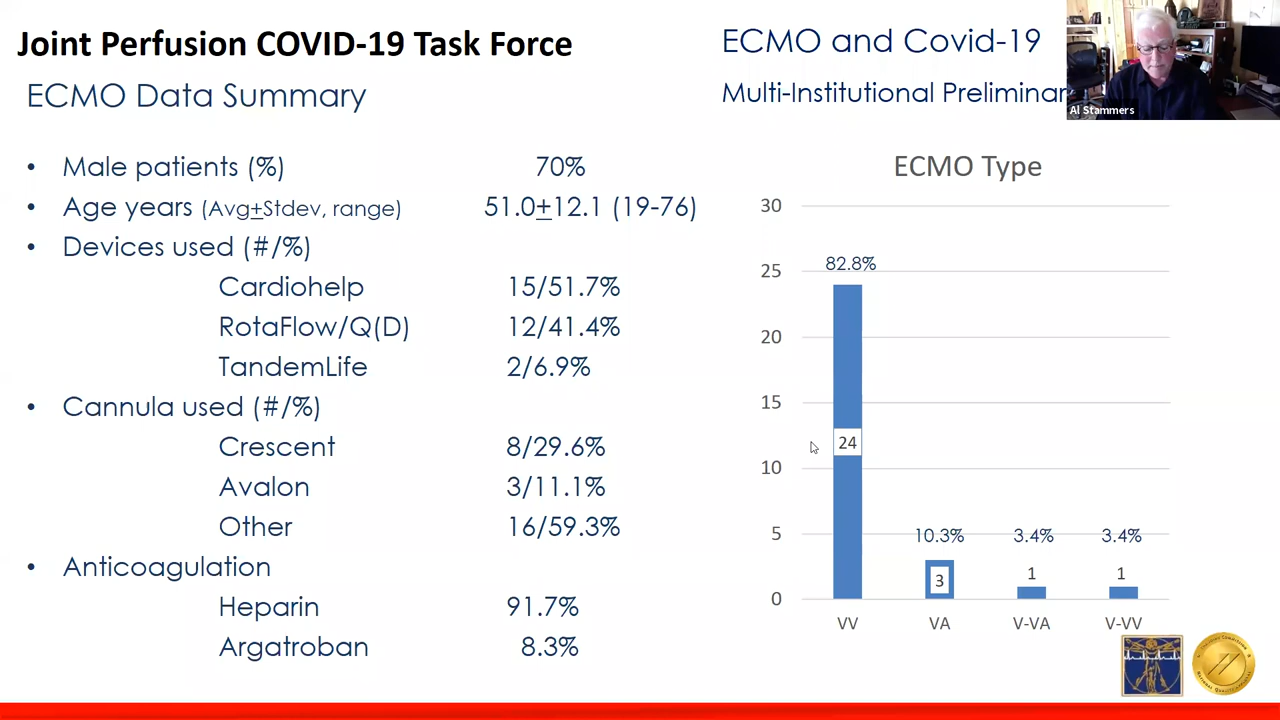 Joint Perfusion COVID-19 Task Force
ECMO Data Summary
ECMO and Covid-19
Multi-Institutional Preliminar
Al Stammers
• Male patients (%) 70%
• Age years (Avg±Stdev, range) 51.0±12.1 (19-76)
• Devices used (#/%)
Cardiohelp 15/51.7%
RotaFlow/Q(D) 12/41.4%
TandemLife 2/6.9%
• Cannula used (#/%)
Crescent 8/29.6%
Avalon 3/11.1%
Other 16/59.3%
• Anticoagulation
Heparin 91.7%
Argatroban 8.3%
ECMO Type
30
25
20
15
10
5
0
82.8%
24
10.3%
3
3.4%
1
3.4%
1
VV VA V-VA V-VV